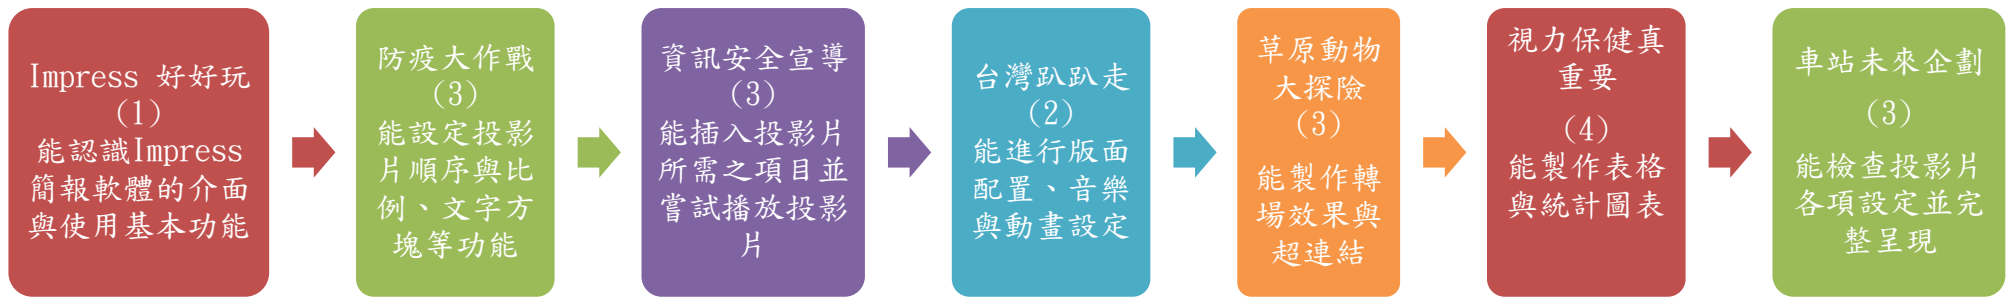 Impress 好好玩
(1)
能認識Impress
簡報軟體的介面
與使用基本功能
防疫大作戰
(3)
能設定投影
片順序與比
例、文字方
塊等功能
資訊安全宣導
(3)
能插入投影片
所需之項目並
嘗試播放投影
片
台灣趴趴走
(2)
能進行版面
配置、音樂
與動畫設定
草原動物
大探險
(3)
能製作轉
場效果與
超連結
視力保健真
重要
(4)
能製作表格
與統計圖表
車站未來企劃
(3)
能檢查投影片
各項設定並完
整呈現